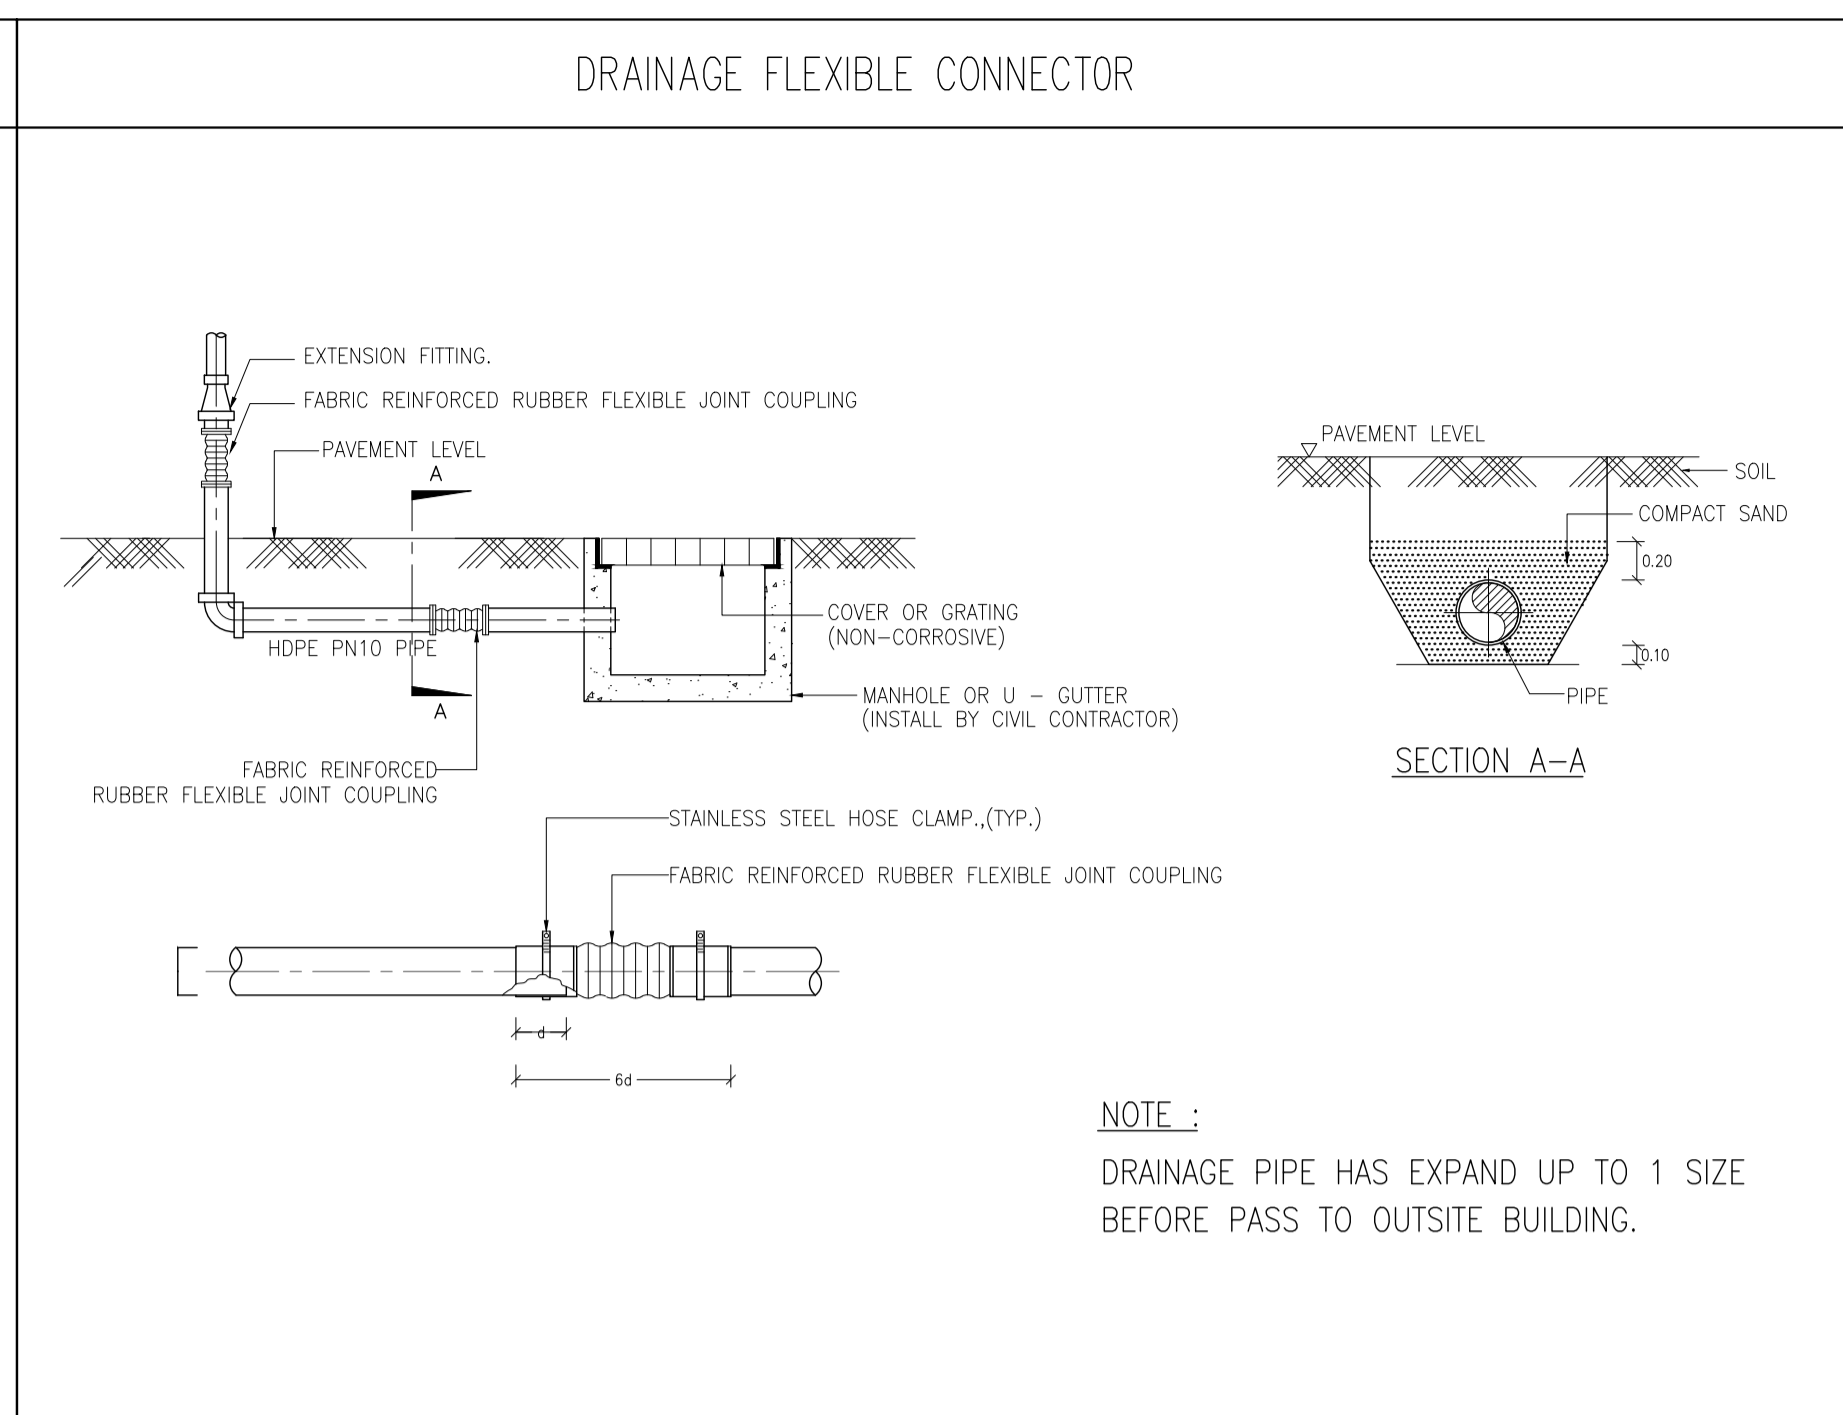 DRAINAGE FLEXIBLE CONNECTOR
EXTENSION FITTING.
FABRIC REINFORCED RUBBER FLEXIBLE JOINT COUPLING
PAVEMENT LEVEL
A
HDPE PN10 PIPE
A
COVER OR GRATING
(NON-CORROSIVE)
MANHOLE OR U - GUTTER
(INSTALL BY CIVIL CONTRACTOR)
FABRIC REINFORCED
RUBBER FLEXIBLE JOINT COUPLING
PAVEMENT LEVEL
SOIL
COMPACT SAND
0.20
0.10
PIPE
SECTION A-A
STAINLESS STEEL HOSE CLAMP.,(TYP.)
FABRIC REINFORCED RUBBER FLEXIBLE JOINT COUPLING
d
6d
NOTE :
DRAINAGE PIPE HAS EXPAND UP TO 1 SIZE
BEFORE PASS TO OUTSITE BUILDING.